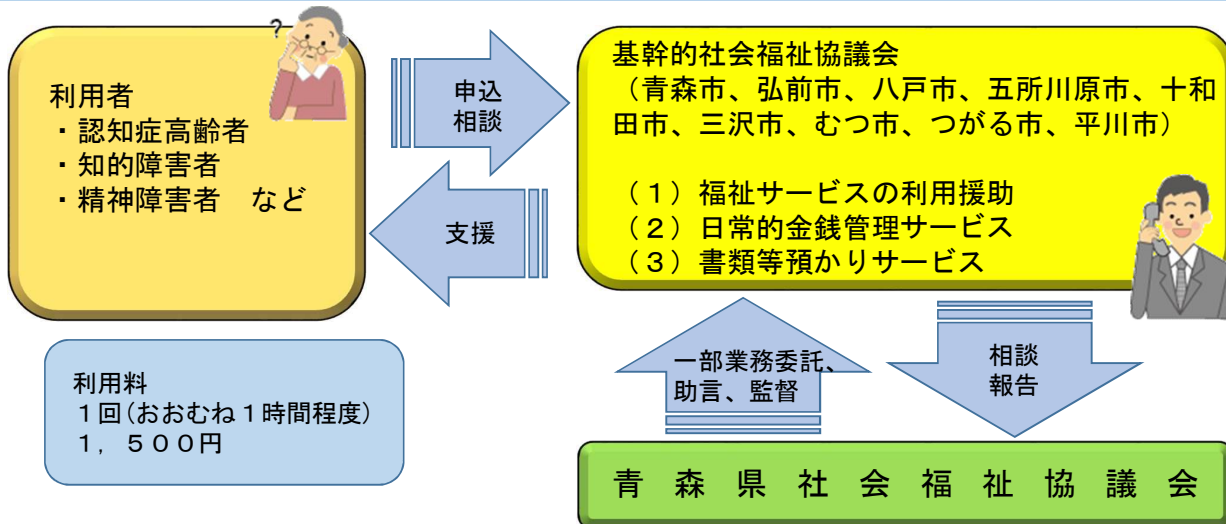 ?
利用者
・認知症高齢者
・知的障害者
・精神障害者　など
申込
相談
支援
基幹的社会福祉協議会
（青森市、弘前市、八戸市、五所川原市、十和
田市、三沢市、むつ市、つがる市、平川市）
（１）福祉サービスの利用援助
（２）日常的金銭管理サービス
（３）書類等預かりサービス
利用料
１回（おおむね１時間程度）
１，５００円
一部業務委託、
助言、監督
相談
報告
青森県社会福祉協議会